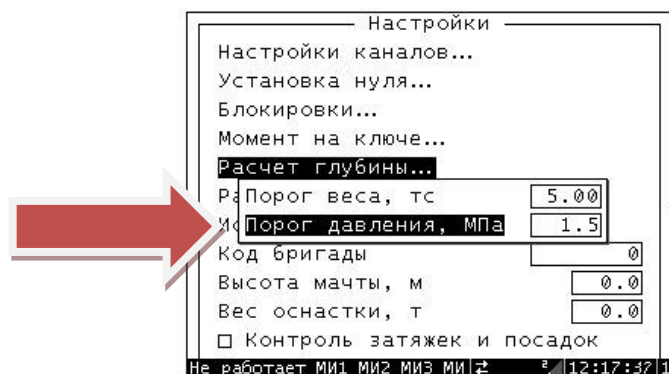 Настройки
Настройки каналов...
Установка нуля...
Блокировки...
Момент на ключе...
Расчет глубины...
Порог веса, тс 5.00
Порог давления, МПа 1.5
Код бригады 0
Высота мачты, м 0.0
Вес оснастки, т 0.0
Контроль затяжек и посадок
Не работает МИ1 МИ2 МИ3 МИ 12:17:37